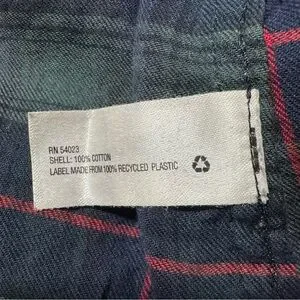 RN 54023
SHELL: 100% COTTON
LABEL MADE FROM 100% RECYCLED PLASTIC